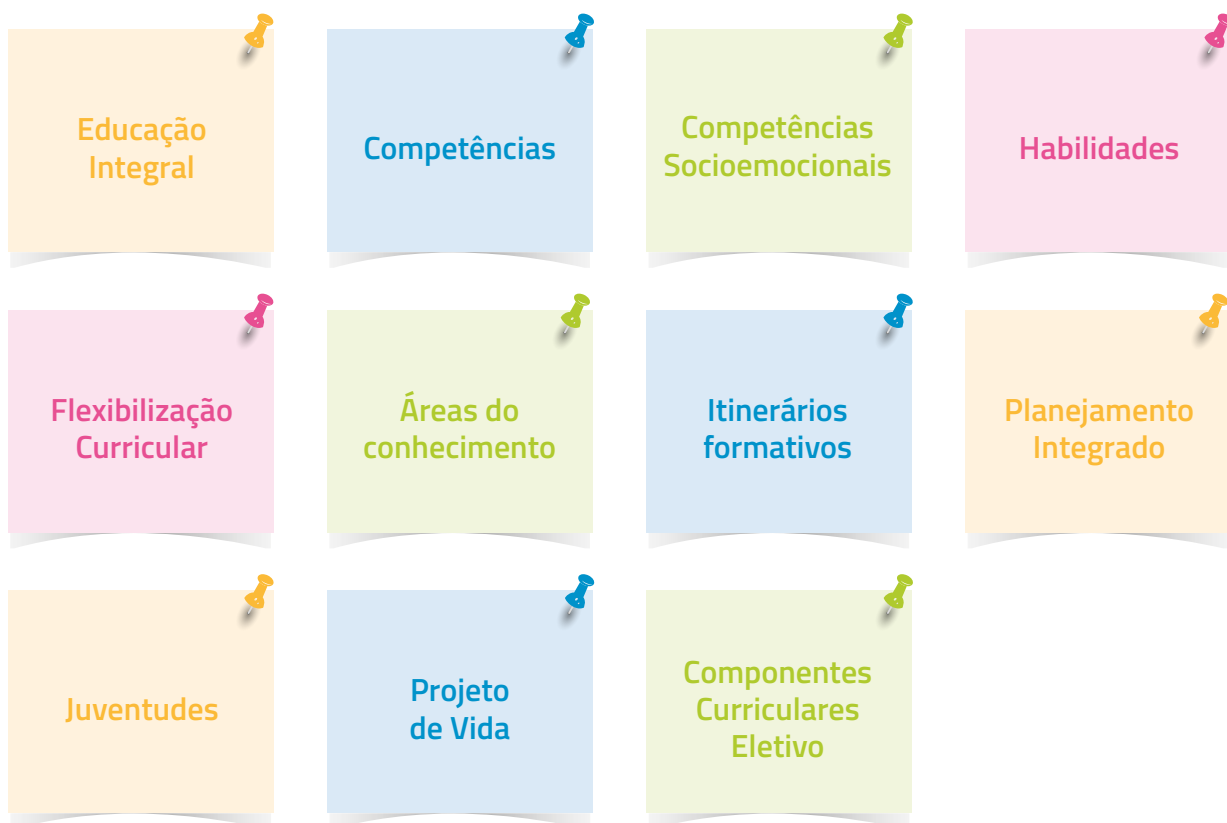 Educação
Integral
Competências
Competências
Socioemocionais
Habilidades
Flexibilização
Curricular
Áreas do
conhecimento
Itinerários
formativos
Planejamento
Integrado
Juventudes
Projeto
de Vida
Componentes
Curriculares
Eletivo